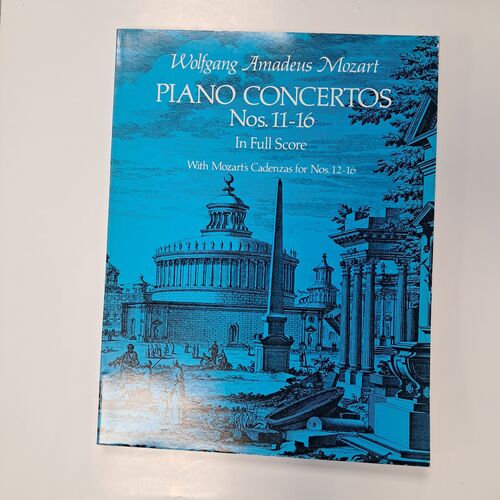 Wolfgang Amadeus Mozart
PIANO CONCERTOS
Nos. 11-16
In Full Score
With Mozart's Cadenzas for Nos. 12-16